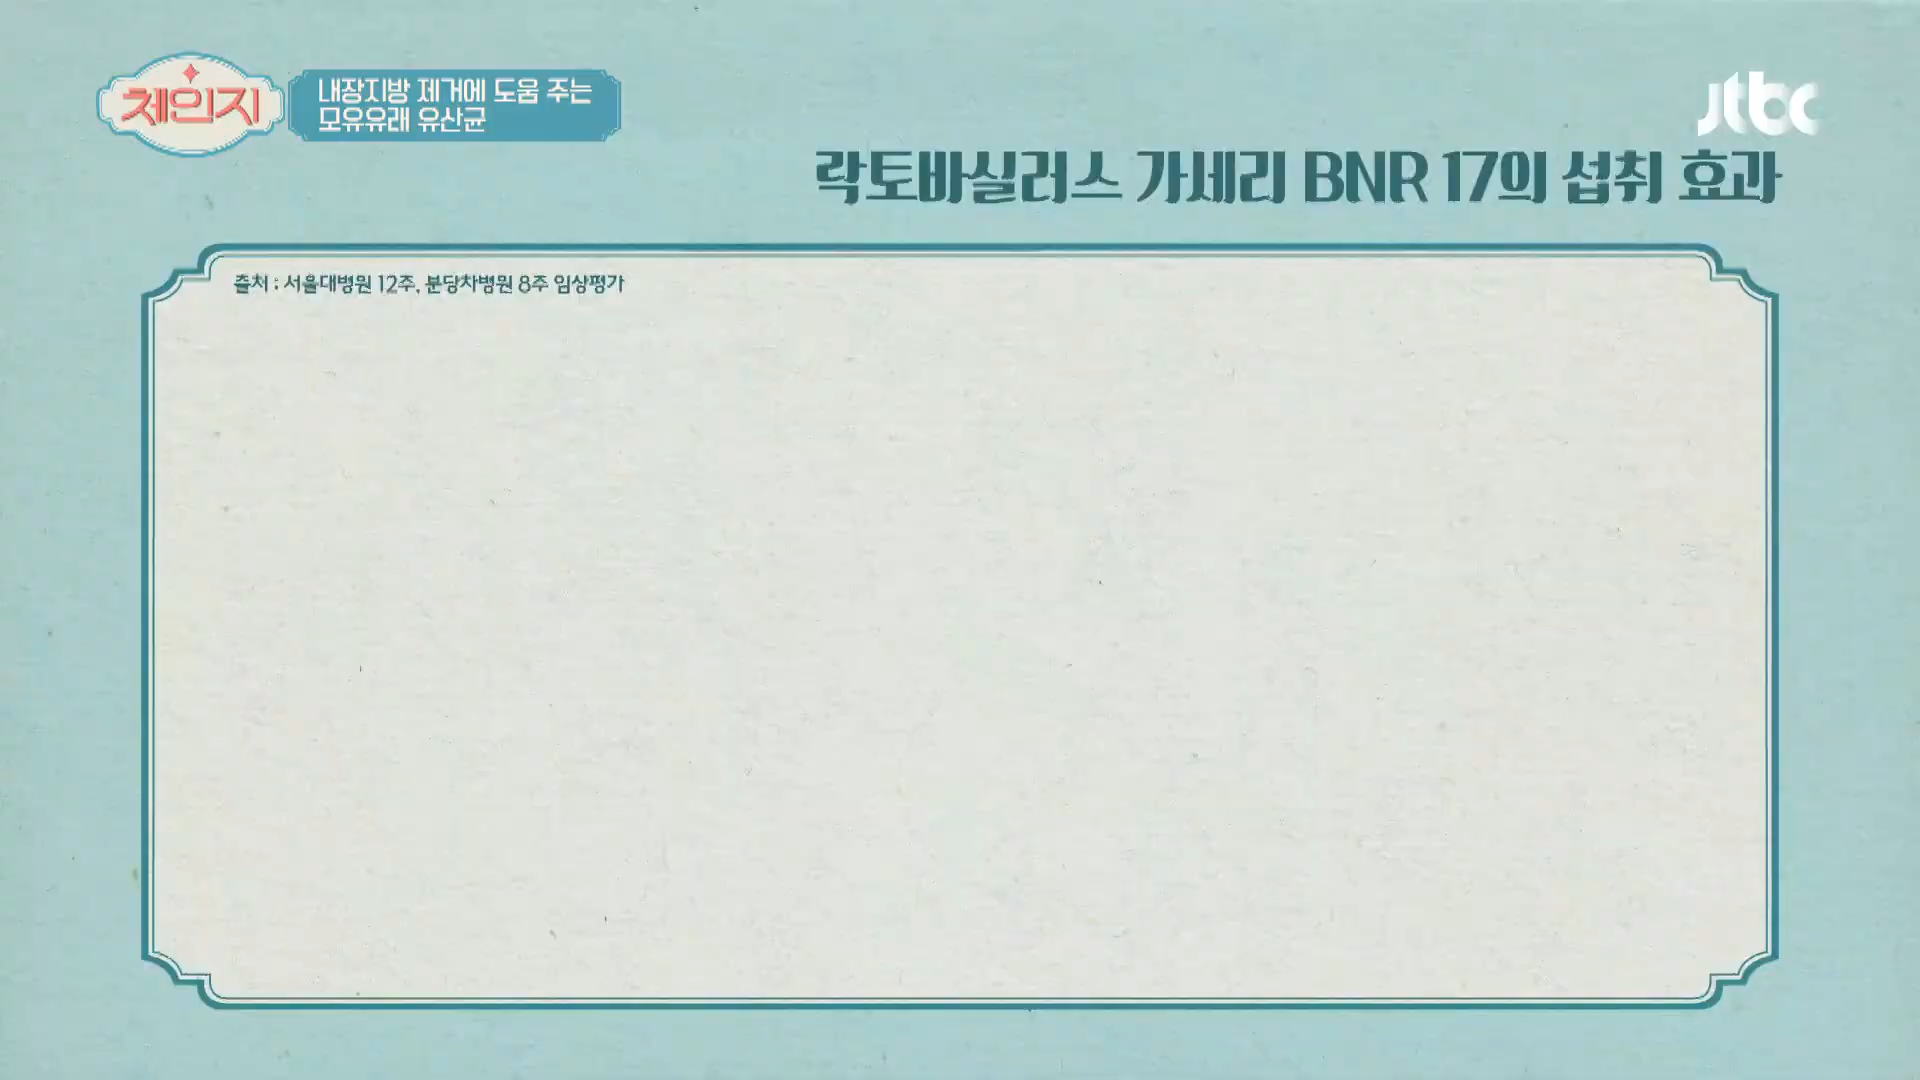 체인지
내장지방 제거에 도움 주는
모유유래 유산균
jtbc
락토바실러스 가세리 BNR 17의 섭취 효과
출처 : 서울대병원 12주, 분당차병원 8주 임상평가